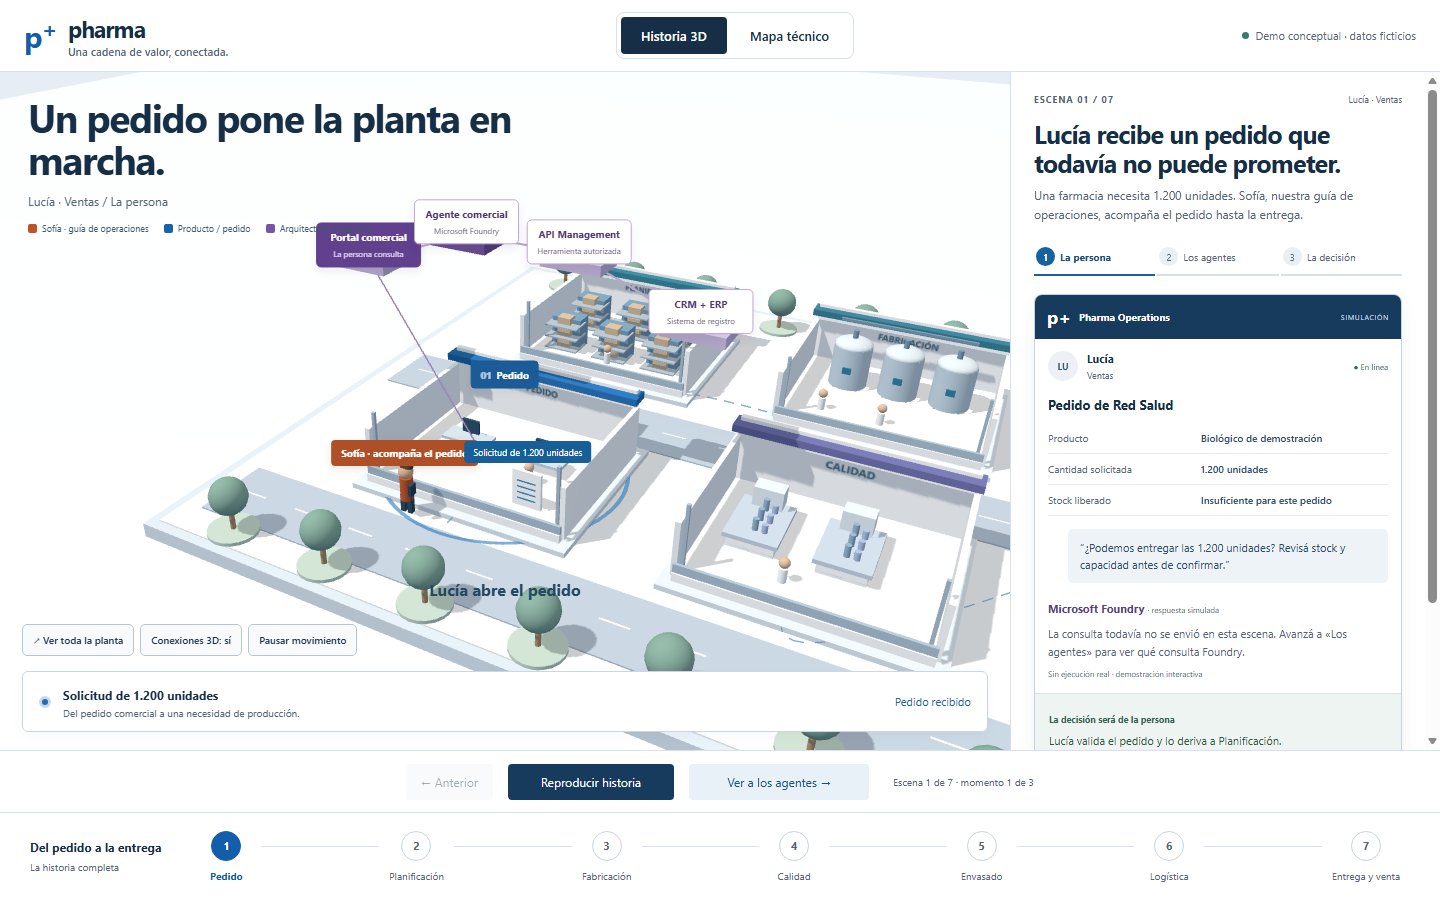 p+ pharma
Una cadena de valor, conectada.
Historia 3D
Mapa técnico
Demo conceptual · datos ficticios
Un pedido pone la planta en
marcha.
Lucía · Ventas / La persona
Sofía · guía de operaciones
Producto / pedido
Portal comercial
La persona consulta
Agente comercial
Microsoft Foundry
API Management
Herramienta autorizada
CRM + ERP
Sistema de registro
FABRICACIÓN
01 Pedido
CALIDAD
Sofía · acompaña el pedido
Solicitud de 1.200 unidades
Lucía abre el pedido
↗ Ver toda la planta
Conexiones 3D: sí
Pausar movimiento
Solicitud de 1.200 unidades
Del pedido comercial a una necesidad de producción.
Pedido recibido
ESCENA 01 / 07
Lucía · Ventas
Lucía recibe un pedido que
todavía no puede prometer.
Una farmacia necesita 1.200 unidades. Sofía, nuestra guía de
operaciones, acompaña el pedido hasta la entrega.
1 La persona
2 Los agentes
3 La decisión
p+ Pharma Operations
SIMULACIÓN
LU
Lucía
Ventas
• En línea
Pedido de Red Salud
Producto Biológico de demostración
Cantidad solicitada 1.200 unidades
Stock liberado Insuficiente para este pedido
“¿Podemos entregar las 1.200 unidades? Revisá stock y
capacidad antes de confirmar.”
Microsoft Foundry · respuesta simulada
La consulta todavía no se envió en esta escena. Avanzá a «Los
agentes» para ver qué consulta Foundry.
Sin ejecución real · demostración interactiva
La decisión será de la persona
Lucía valida el pedido y lo deriva a Planificación.
← Anterior
Reproducir historia
Ver a los agentes →
Escena 1 de 7 · momento 1 de 3
Del pedido a la entrega
La historia completa
1
Pedido
2
Planificación
3
Fabricación
4
Calidad
5
Envasado
6
Logística
7
Entrega y venta